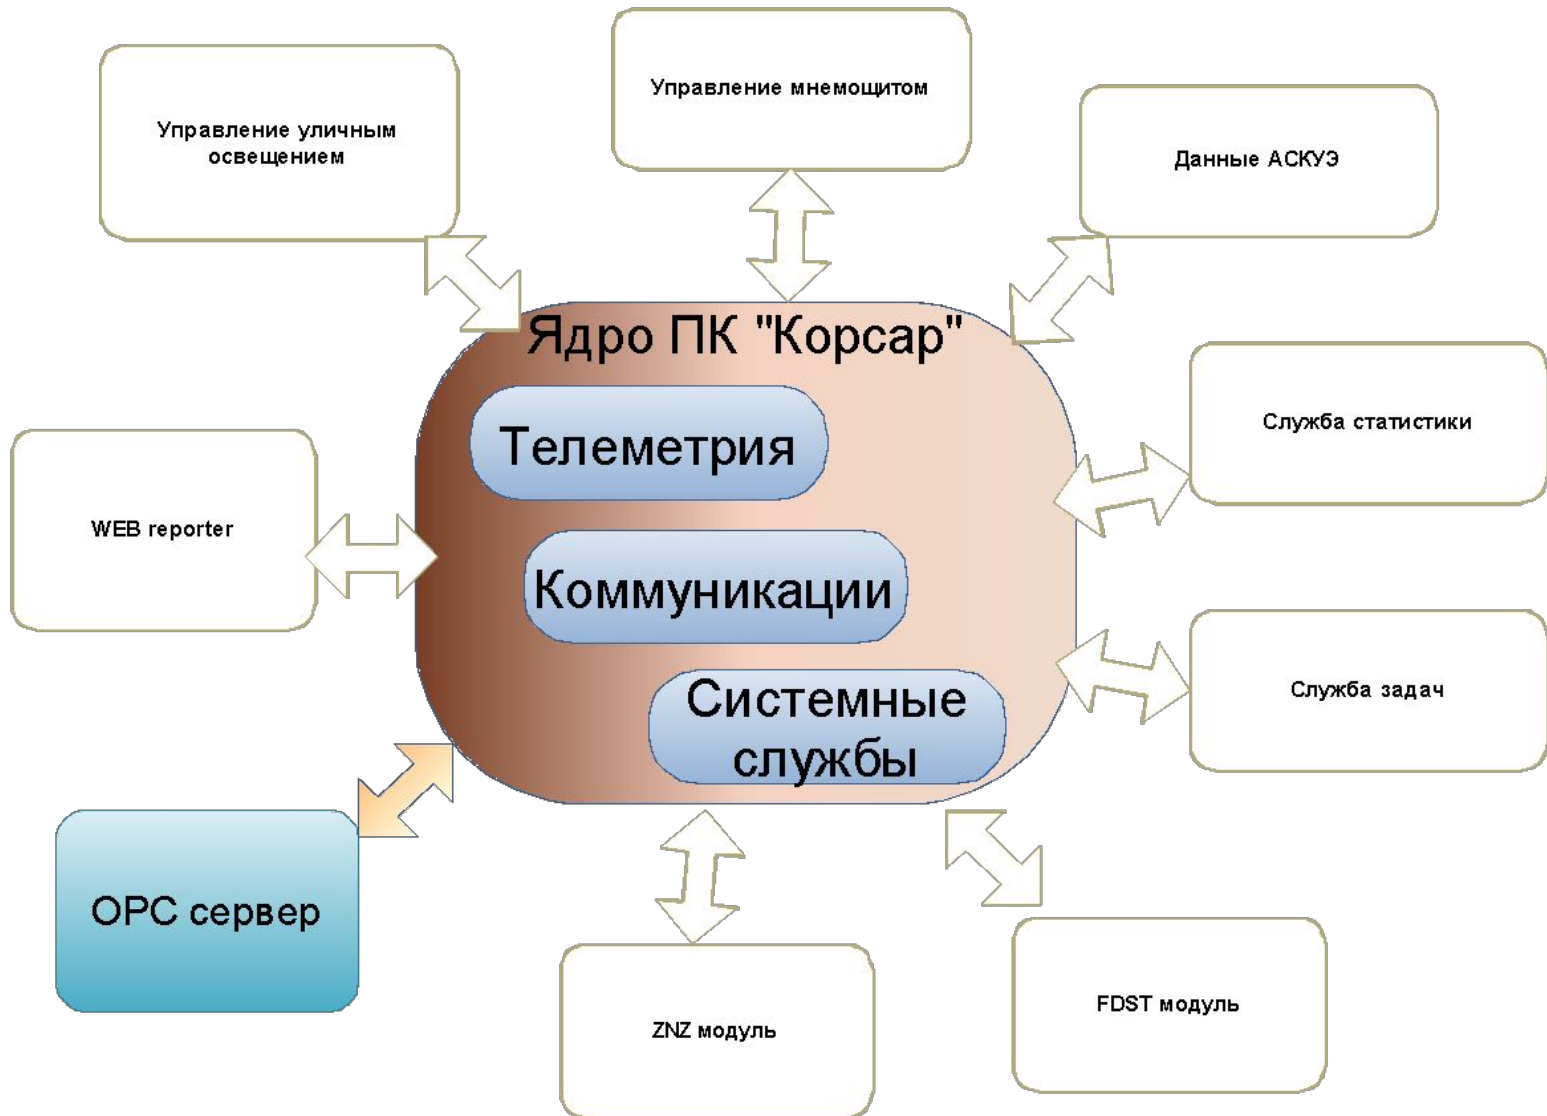 Управление мнемощитом
Управление уличным
освещением
Данные АСКУЭ
Ядро ПК "Корсар"
Телеметрия
Служба статистики
WEB reporter
Коммуникации
Системные
службы
Служба задач
OPC сервер
ZNZ модуль
FDST модуль